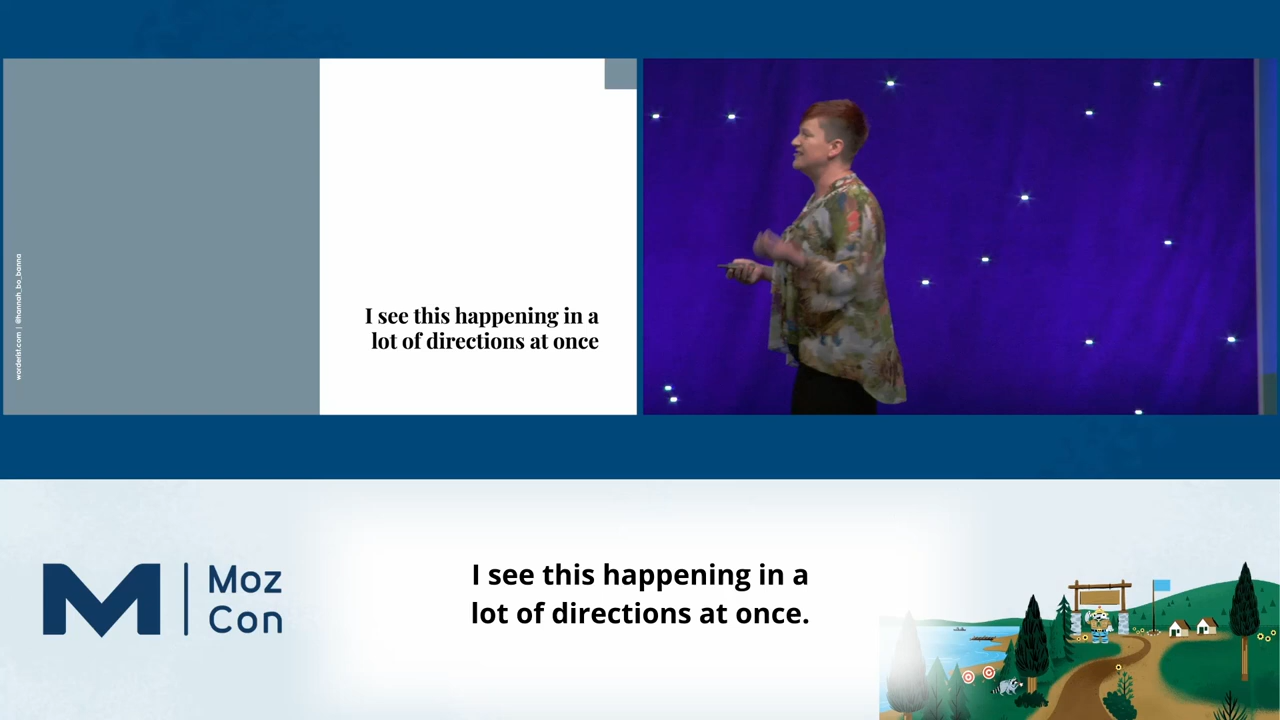 worderist.com | @hannah_bo_banna
I see this happening in a
lot of directions at once
Moz
Con
I see this happening in a
lot of directions at once.